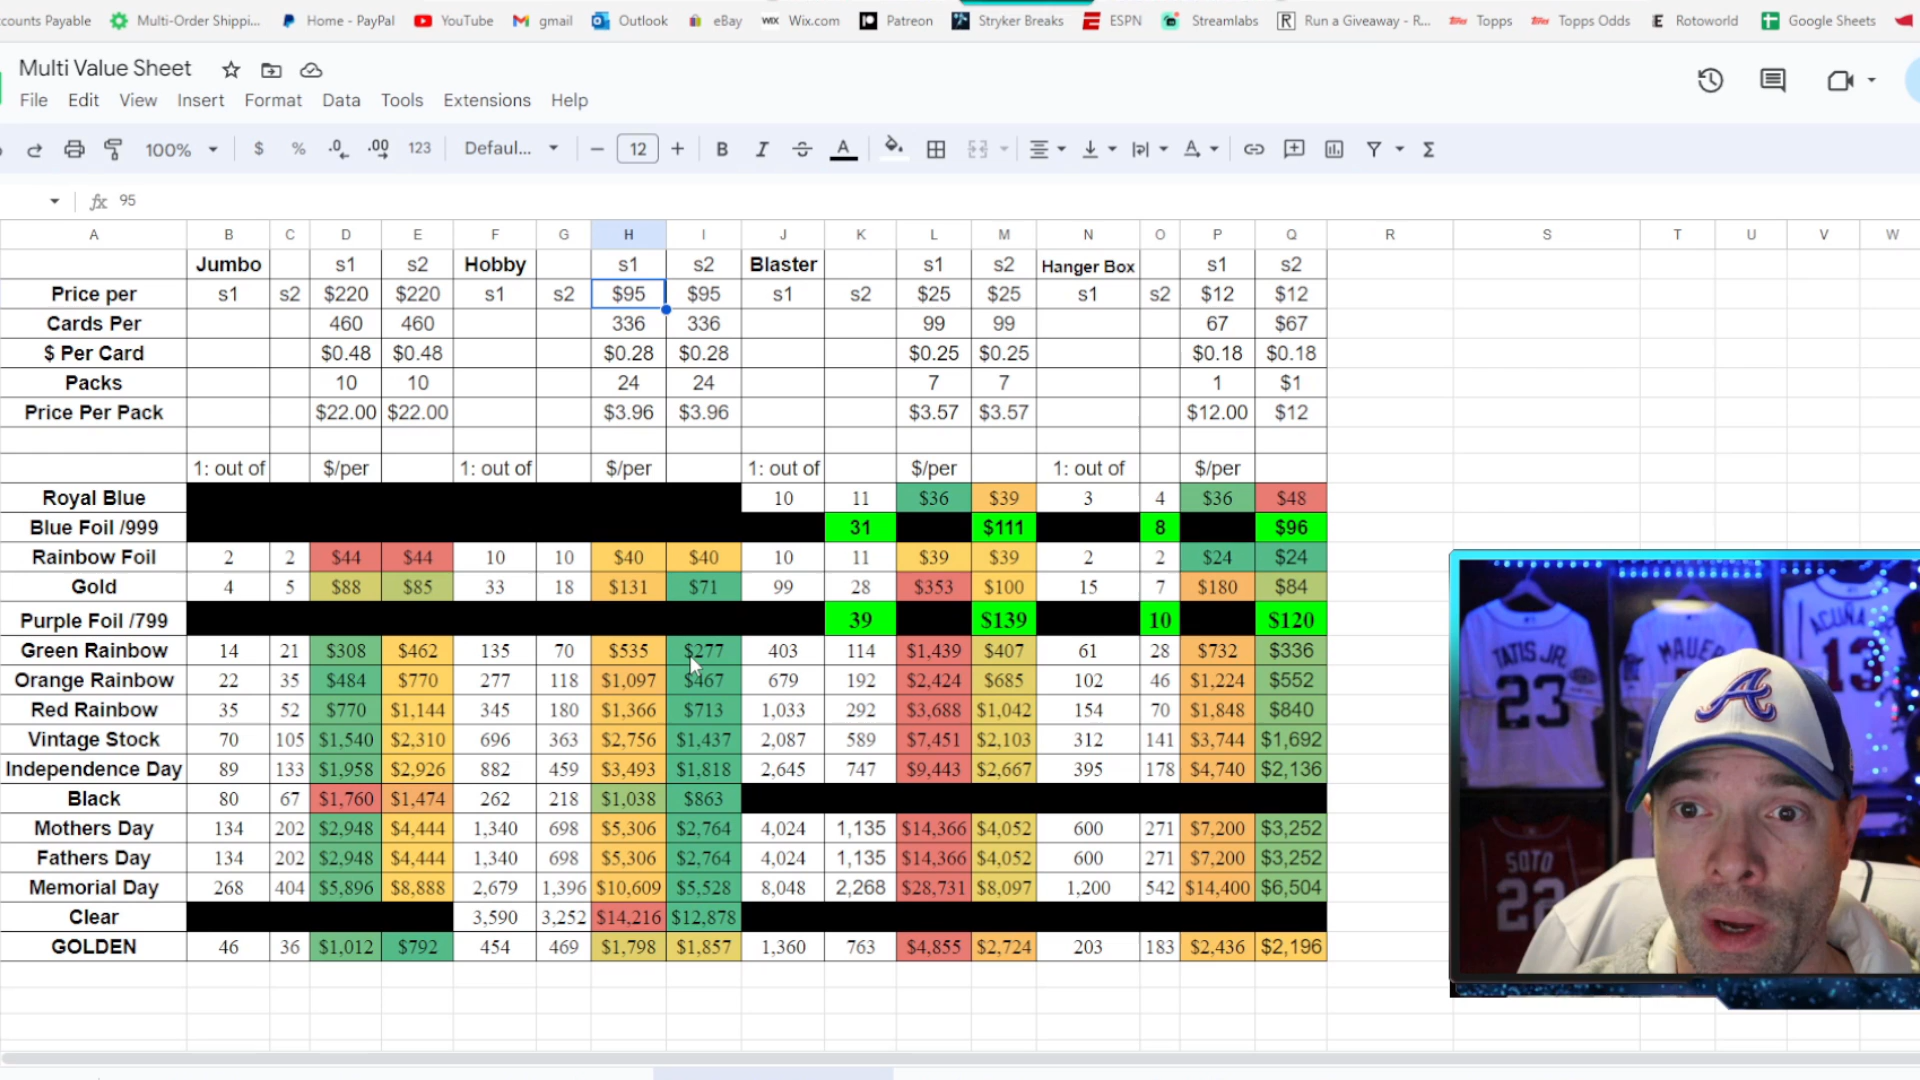 counts Payable Multi-Order Shippi... Home - PayPal YouTube gmail Outlook eBay Wix.com Patreon Stryker Breaks ESPN Streamlabs Run a Giveaway - R... Topps Topps Odds Rotoworld Google Sheets
Multi Value Sheet
File Edit View Insert Format Data Tools Extensions Help
100% $ % .0 .00 123 Defaul... 12 B I A
fx 95
A B C D E F G H I J K L M N O P Q R S T U V W
Jumbo s1 s2 Hobby s1 s2 Blaster s1 s2 Hanger Box s1 s2
Price per s1 s2 $220 $220 s1 s2 $95 $95 s1 s2 $25 $25 s1 s2 $12 $12
Cards Per 460 460 336 336 99 99 67 $67
$ Per Card $0.48 $0.48 $0.28 $0.28 $0.25 $0.25 $0.18 $0.18
Packs 10 10 24 24 7 7 1 $1
Price Per Pack $22.00 $22.00 $3.96 $3.96 $3.57 $3.57 $12.00 $12
1: out of $/per 1: out of $/per 1: out of $/per 1: out of $/per
Royal Blue 10 11 $36 $39 3 4 $36 $48
Blue Foil /999 31 $111 8 $96
Rainbow Foil 2 2 $44 $44 10 10 $40 $40 10 11 $39 $39 2 2 $24 $24
Gold 4 5 $88 $85 33 18 $131 $71 99 28 $353 $100 15 7 $180 $84
Purple Foil /799 39 $139 10 $120
Green Rainbow 14 21 $308 $462 135 70 $535 $277 403 114 $1,439 $407 61 28 $732 $336
Orange Rainbow 22 35 $484 $770 277 118 $1,097 $467 679 192 $2,424 $685 102 46 $1,224 $552
Red Rainbow 35 52 $770 $1,144 345 180 $1,366 $713 1,033 292 $3,688 $1,042 154 70 $1,848 $840
Vintage Stock 70 105 $1,540 $2,310 696 363 $2,756 $1,437 2,087 589 $7,451 $2,103 312 141 $3,744 $1,692
Independence Day 89 133 $1,958 $2,926 882 459 $3,493 $1,818 2,645 747 $9,443 $2,667 395 178 $4,740 $2,136
Black 80 67 $1,760 $1,474 262 218 $1,038 $863
Mothers Day 134 202 $2,948 $4,444 1,340 698 $5,306 $2,764 4,024 1,135 $14,366 $4,052 600 271 $7,200 $3,252
Fathers Day 134 202 $2,948 $4,444 1,340 698 $5,306 $2,764 4,024 1,135 $14,366 $4,052 600 271 $7,200 $3,252
Memorial Day 268 404 $5,896 $8,888 2,679 1,396 $10,609 $5,528 8,048 2,268 $28,731 $8,097 1,200 542 $14,400 $6,504
Clear 3,590 3,252 $14,216 $12,878
GOLDEN 46 36 $1,012 $792 454 469 $1,798 $1,857 1,360 763 $4,855 $2,724 203 183 $2,436 $2,196
TATIS JR.
23
MAUER
ACUÑA
13
SOTO
22
A